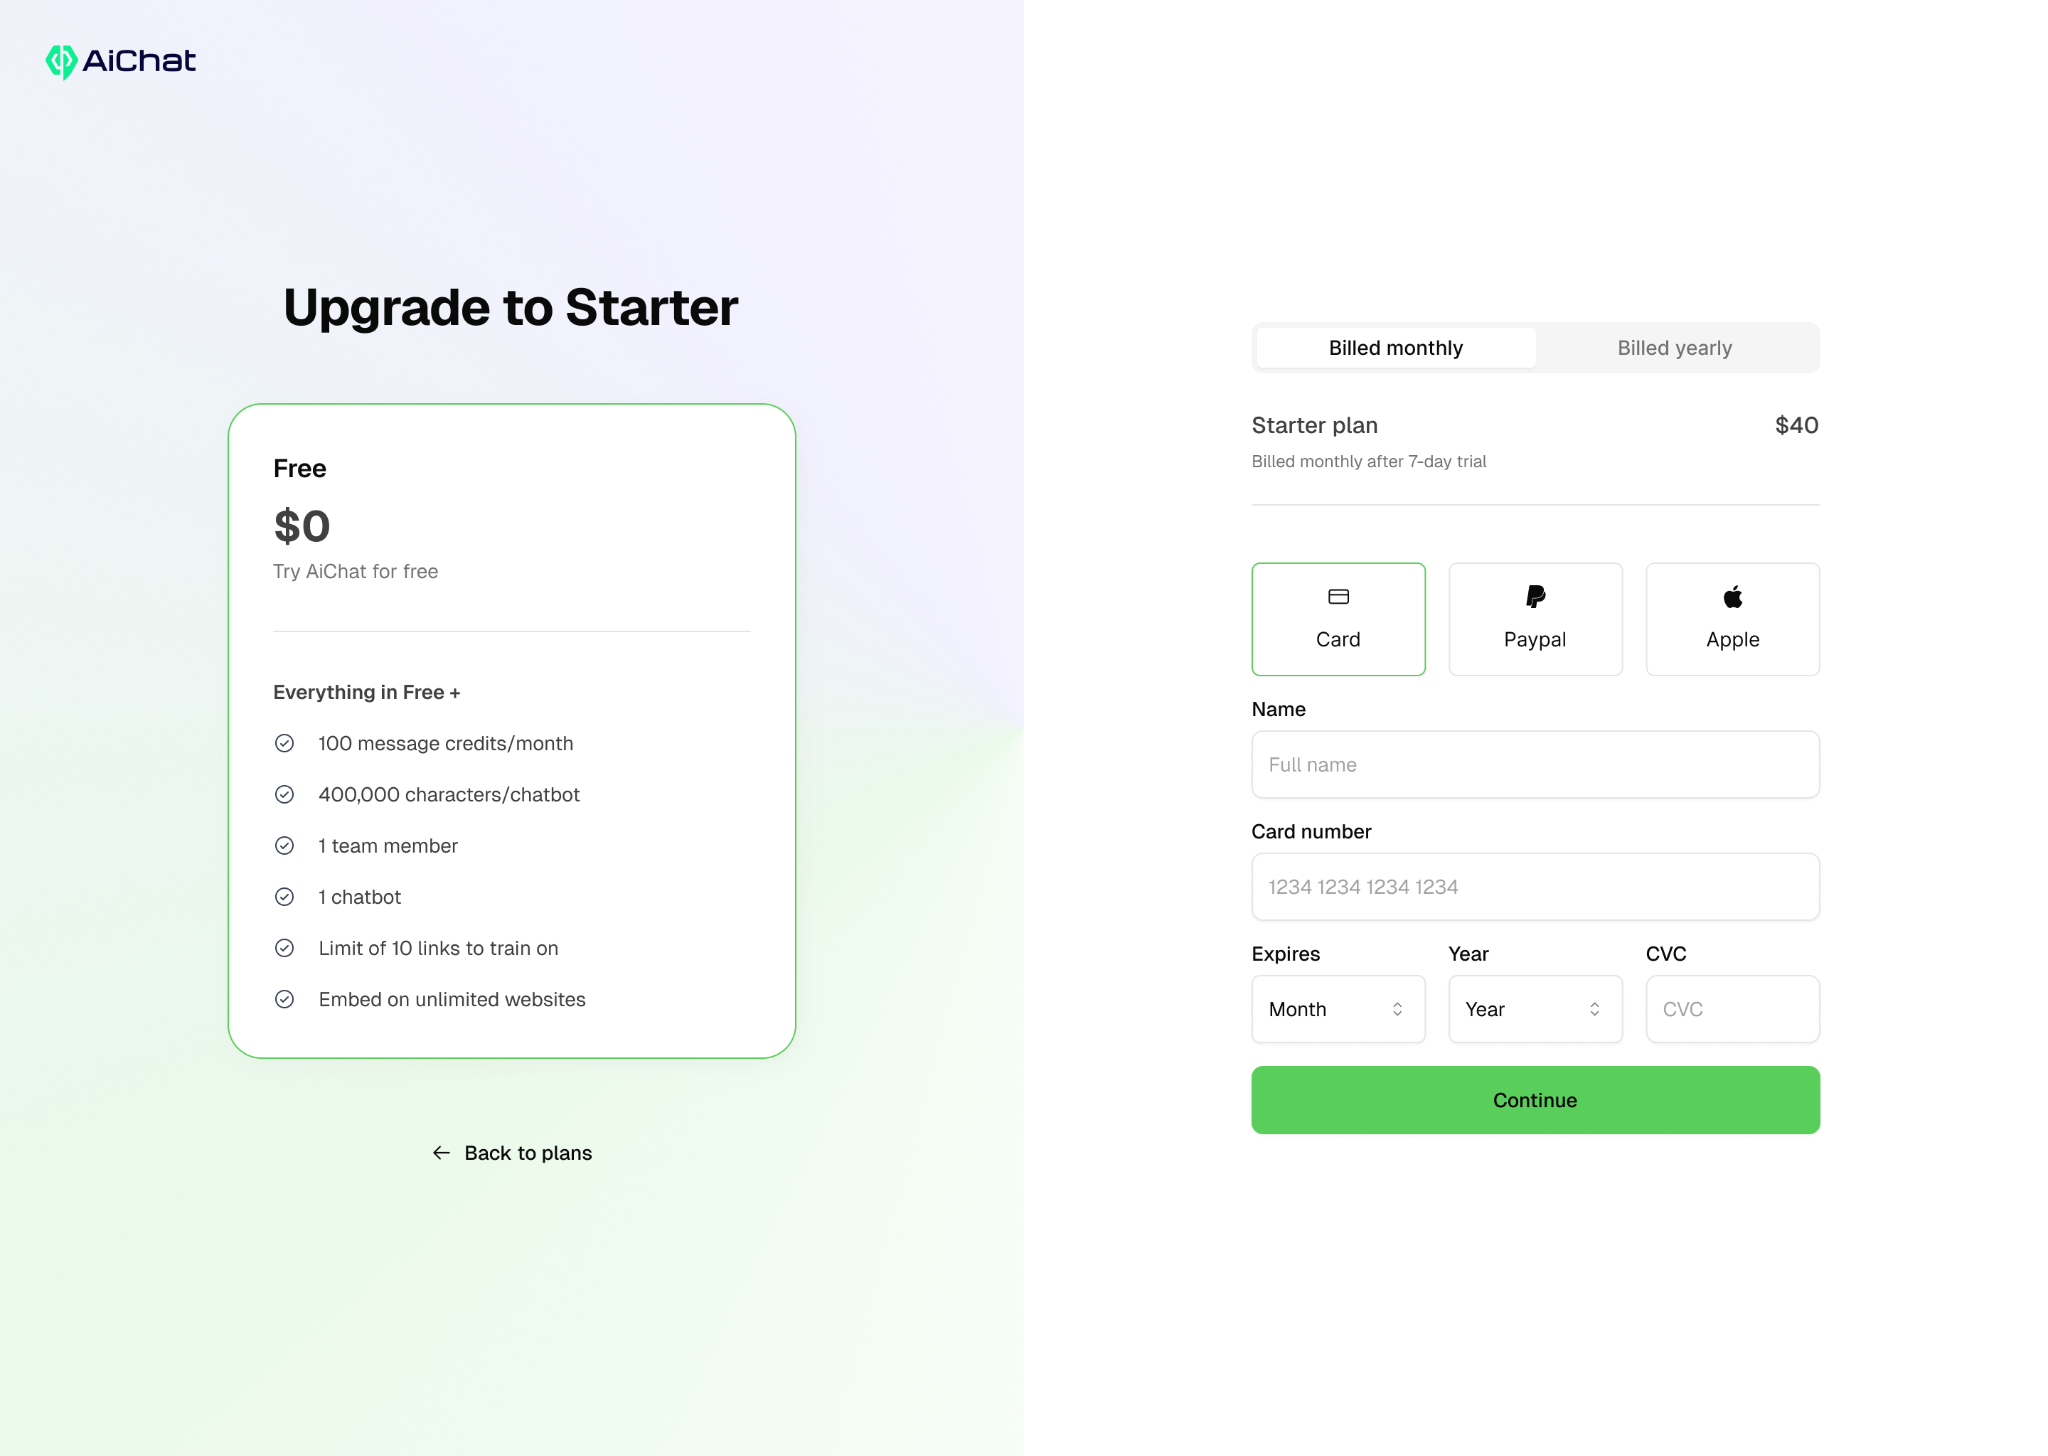 AiChat
Upgrade to Starter
Free
$0
Try AiChat for free
Everything in Free +
100 message credits/month
400,000 characters/chatbot
1 team member
1 chatbot
Limit of 10 links to train on
Embed on unlimited websites
Back to plans
Billed monthly
Billed yearly
Starter plan
$40
Billed monthly after 7-day trial
Card
Paypal
Apple
Name
Full name
Card number
1234 1234 1234 1234
Expires
Year
CVC
Month
Year
CVC
Continue